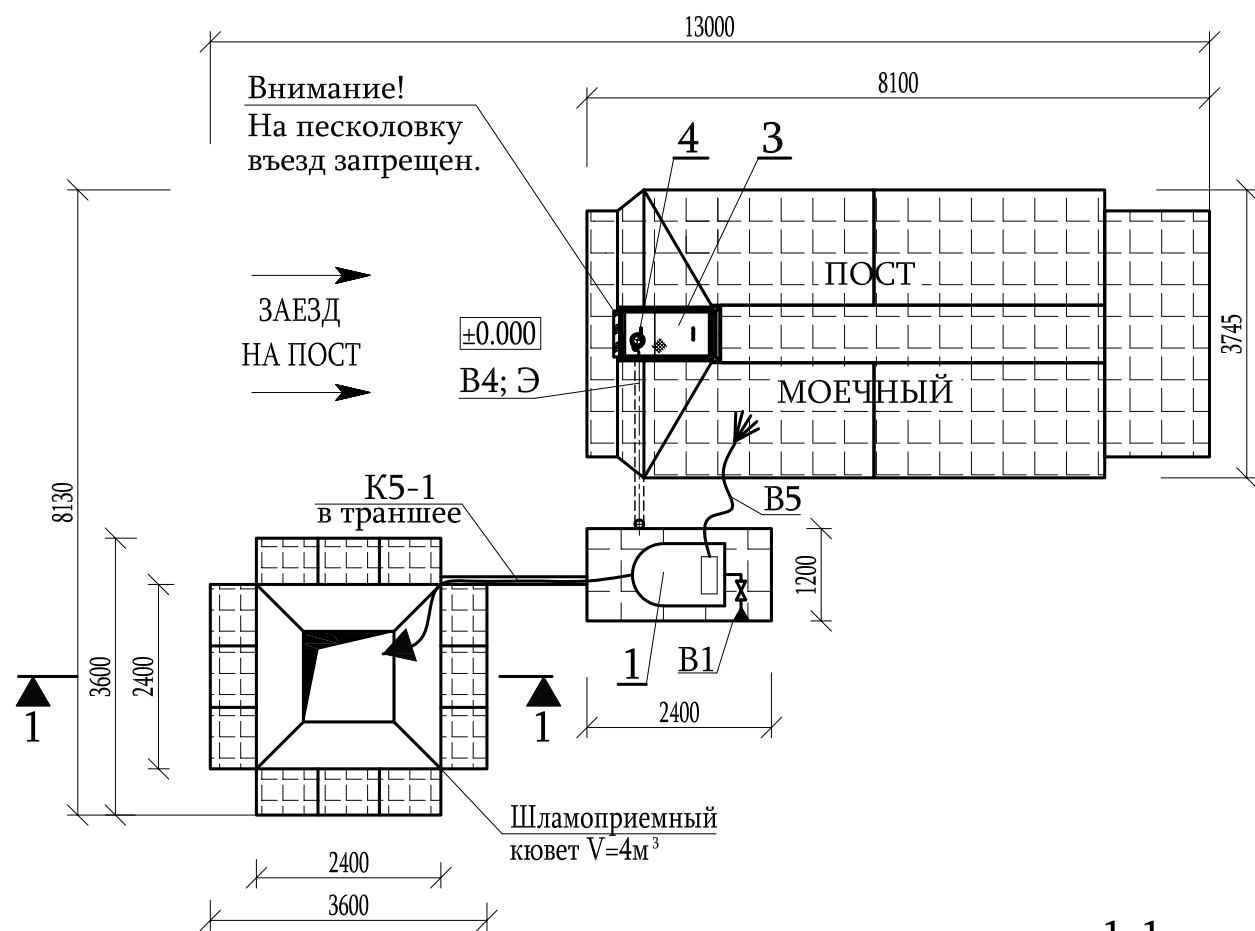 13000
8100
Внимание!
На песколовку
въезд запрещен.
4
3
ЗАЕЗД
НА ПОСТ
±0.000
В4; Э
ПОСТ
МОЕЧНЫЙ
3745
8130
К5-1
в траншее
В5
1200
3600
2400
1
В1
2400
1
1
Шламоприемный
кювет V=4м³
2400
3600
1-1